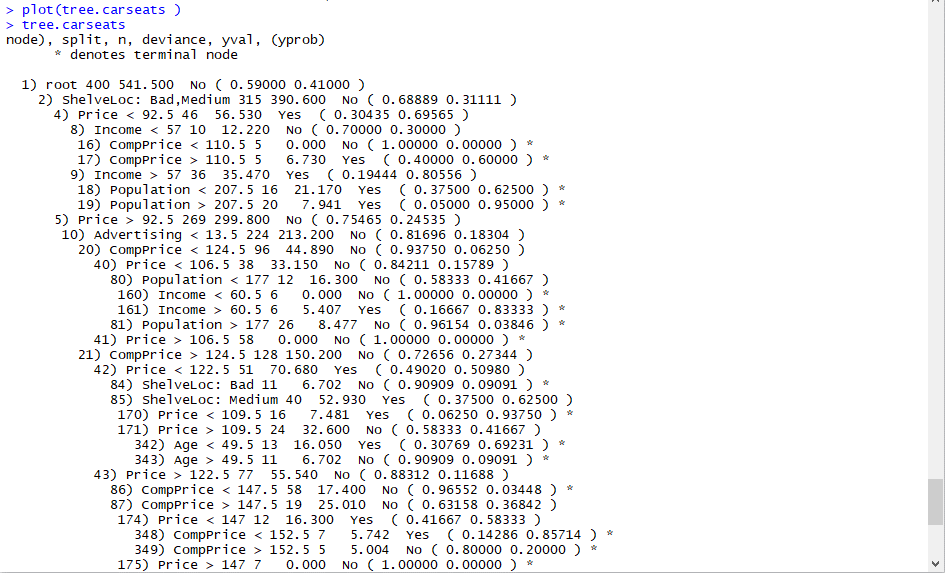 > plot(tree.carseats )
> tree.carseats
node), split, n, deviance, yval, (yprob)
      * denotes terminal node

  1) root 400 541.500  No ( 0.59000 0.41000 )
    2) ShelveLoc: Bad,Medium 315 390.600  No ( 0.68889 0.31111 )
      4) Price < 92.5 46  56.530  Yes  ( 0.30435 0.69565 )
        8) Income < 57 10  12.220  No ( 0.70000 0.30000 )
         16) CompPrice < 110.5 5   0.000  No ( 1.00000 0.00000 ) *
         17) CompPrice > 110.5 5   6.730  Yes  ( 0.40000 0.60000 ) *
        9) Income > 57 36  35.470  Yes  ( 0.19444 0.80556 )
         18) Population < 207.5 16  21.170  Yes  ( 0.37500 0.62500 ) *
         19) Population > 207.5 20   7.941  Yes  ( 0.05000 0.95000 ) *
      5) Price > 92.5 269 299.800  No ( 0.75465 0.24535 )
       10) Advertising < 13.5 224 213.200  No ( 0.81696 0.18304 )
         20) CompPrice < 124.5 96  44.890  No ( 0.93750 0.06250 )
           40) Price < 106.5 38  33.150  No ( 0.84211 0.15789 )
             80) Population < 177 12  16.300  No ( 0.58333 0.41667 )
              160) Income < 60.5 6   0.000  No ( 1.00000 0.00000 ) *
              161) Income > 60.5 6   5.407  Yes  ( 0.16667 0.83333 ) *
             81) Population > 177 26   8.477  No ( 0.96154 0.03846 ) *
           41) Price > 106.5 58   0.000  No ( 1.00000 0.00000 ) *
         21) CompPrice > 124.5 128 150.200  No ( 0.72656 0.27344 )
           42) Price < 122.5 51  70.680  Yes  ( 0.49020 0.50980 )
             84) ShelveLoc: Bad 11   6.702  No ( 0.90909 0.09091 ) *
             85) ShelveLoc: Medium 40  52.930  Yes  ( 0.37500 0.62500 )
              170) Price < 109.5 16   7.481  Yes  ( 0.06250 0.93750 ) *
              171) Price > 109.5 24  32.600  No ( 0.58333 0.41667 )
                342) Age < 49.5 13  16.050  Yes  ( 0.30769 0.69231 ) *
                343) Age > 49.5 11   6.702  No ( 0.90909 0.09091 ) *
           43) Price > 122.5 77  55.540  No ( 0.88312 0.11688 )
             86) CompPrice < 147.5 58  17.400  No ( 0.96552 0.03448 ) *
             87) CompPrice > 147.5 19  25.010  No ( 0.63158 0.36842 )
              174) Price < 147 12  16.300  Yes  ( 0.41667 0.58333 )
                348) CompPrice < 152.5 7   5.742  Yes  ( 0.14286 0.85714 ) *
                349) CompPrice > 152.5 5   5.004  No ( 0.80000 0.20000 ) *
              175) Price > 147 7   0.000  No ( 1.00000 0.00000 ) *